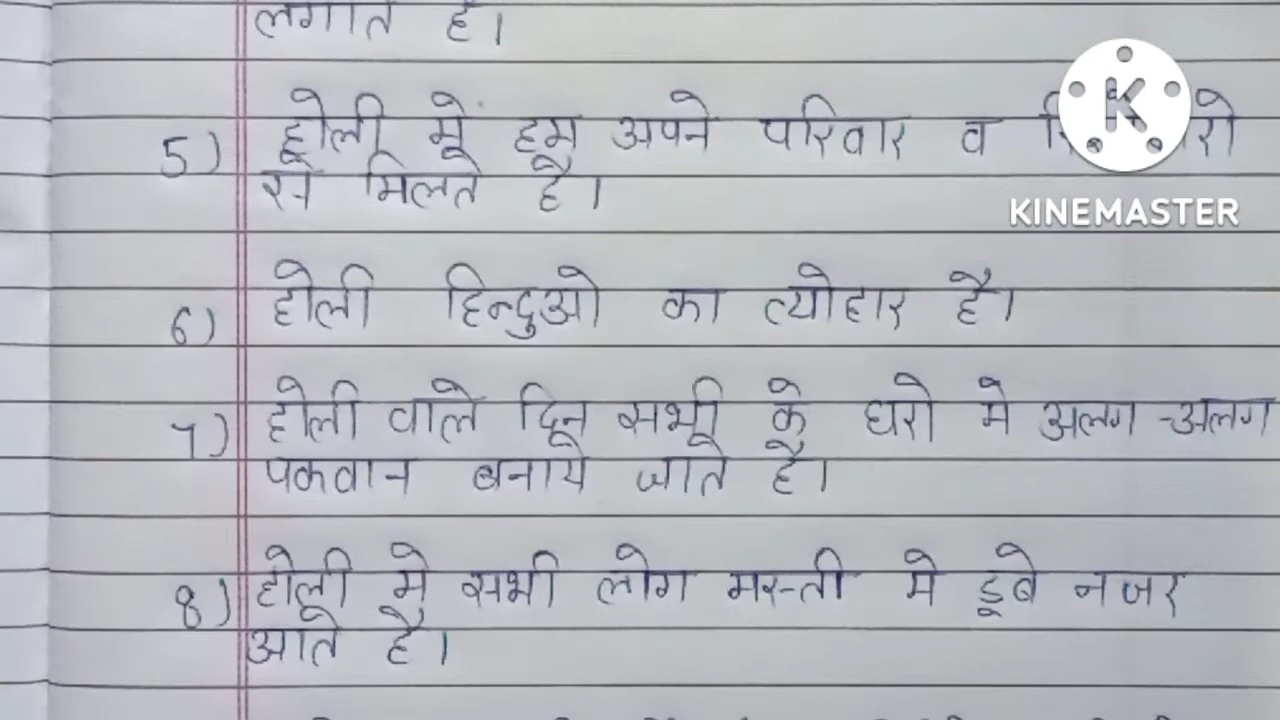 लगाते है।
5) होली में हम अपने परिवार व
से मिलते है।
KINEMASTER
6) होली हिन्दुओ का त्योहार है।
7) होली वाले दिन सभी के घरो मे अलग-अलग
पकवान बनाये जाते है।
8) होली मे सभी लोग मस्ती मे डूबे नजर
आते है।